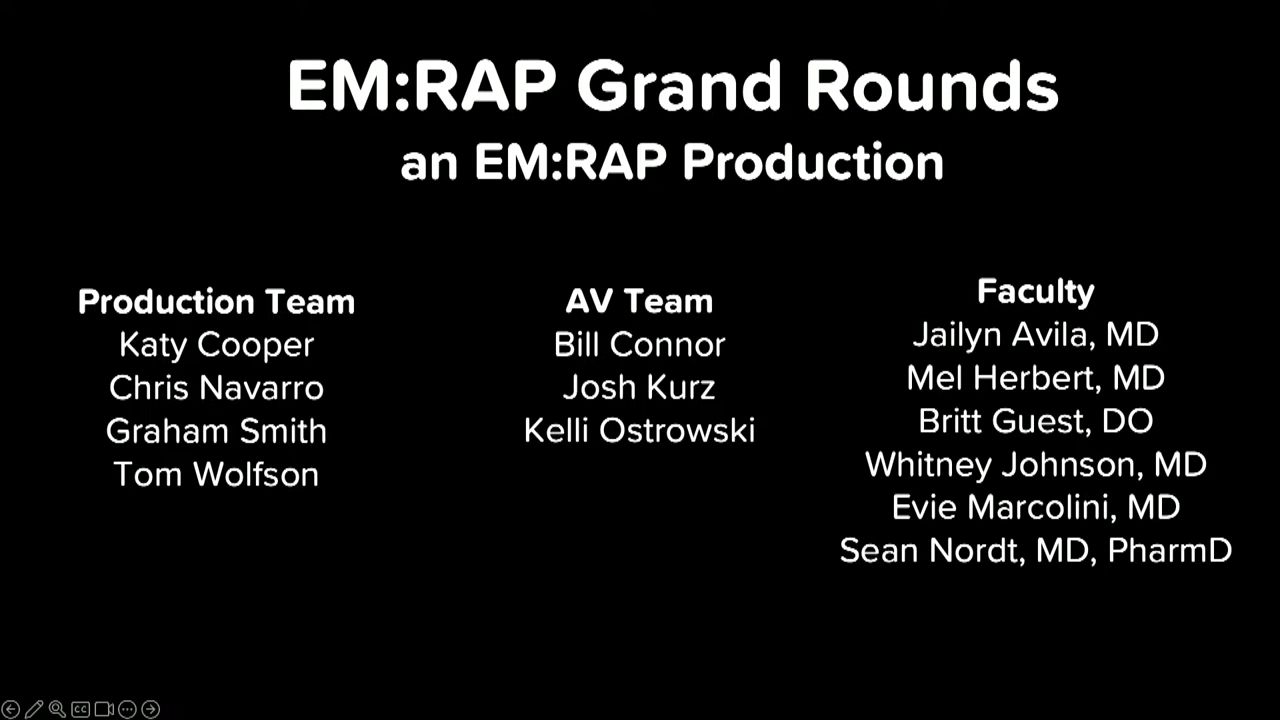 EM:RAP Grand Rounds
an EM:RAP Production
Production Team
Katy Cooper
Chris Navarro
Graham Smith
Tom Wolfson
AV Team
Bill Connor
Josh Kurz
Kelli Ostrowski
Faculty
Jailyn Avila, MD
Mel Herbert, MD
Britt Guest, DO
Whitney Johnson, MD
Evie Marcolini, MD
Sean Nordt, MD, PharmD
CC